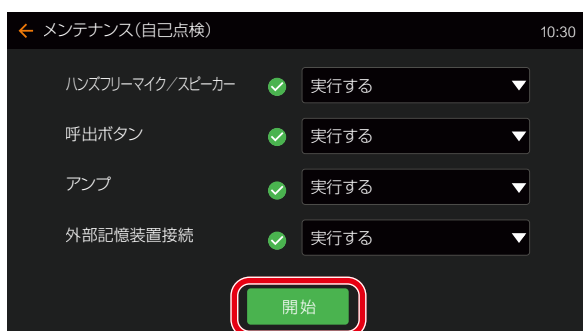 メンテナンス(自己点検) 10:30
ハンズフリーマイク/スピーカー 実行する
呼出ボタン 実行する
アンプ 実行する
外部記憶装置接続 実行する
開始